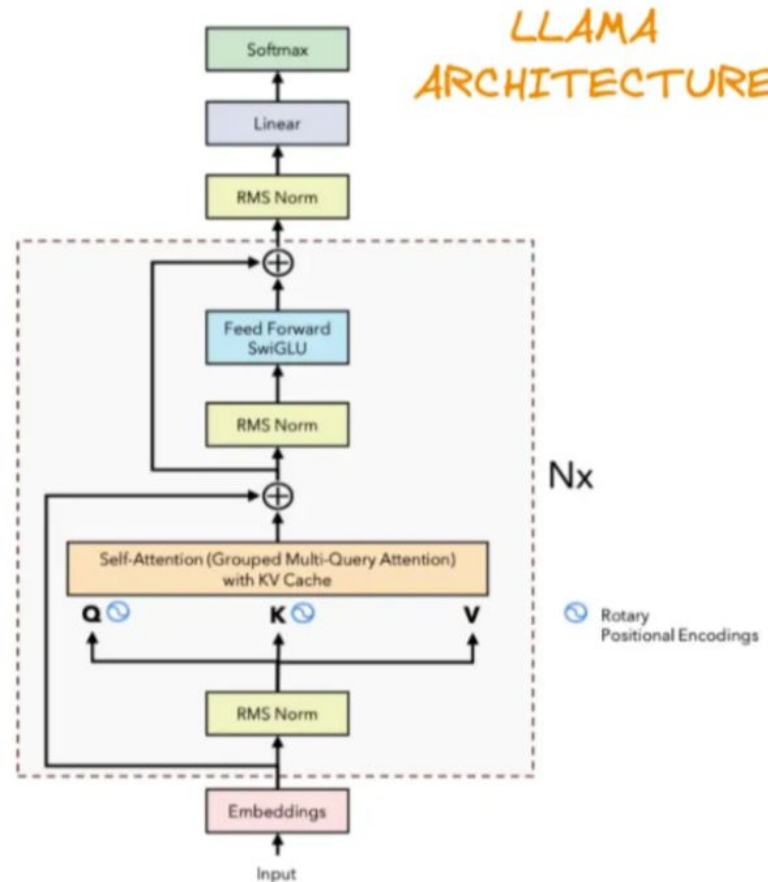 LLAMA
ARCHITECTURE
Softmax
Linear
RMS Norm
Feed Forward
SwiGLU
RMS Norm
Nx
Self-Attention (Grouped Multi-Query Attention)
with KV Cache
Q K V
Rotary
Positional Encodings
RMS Norm
Embeddings
Input